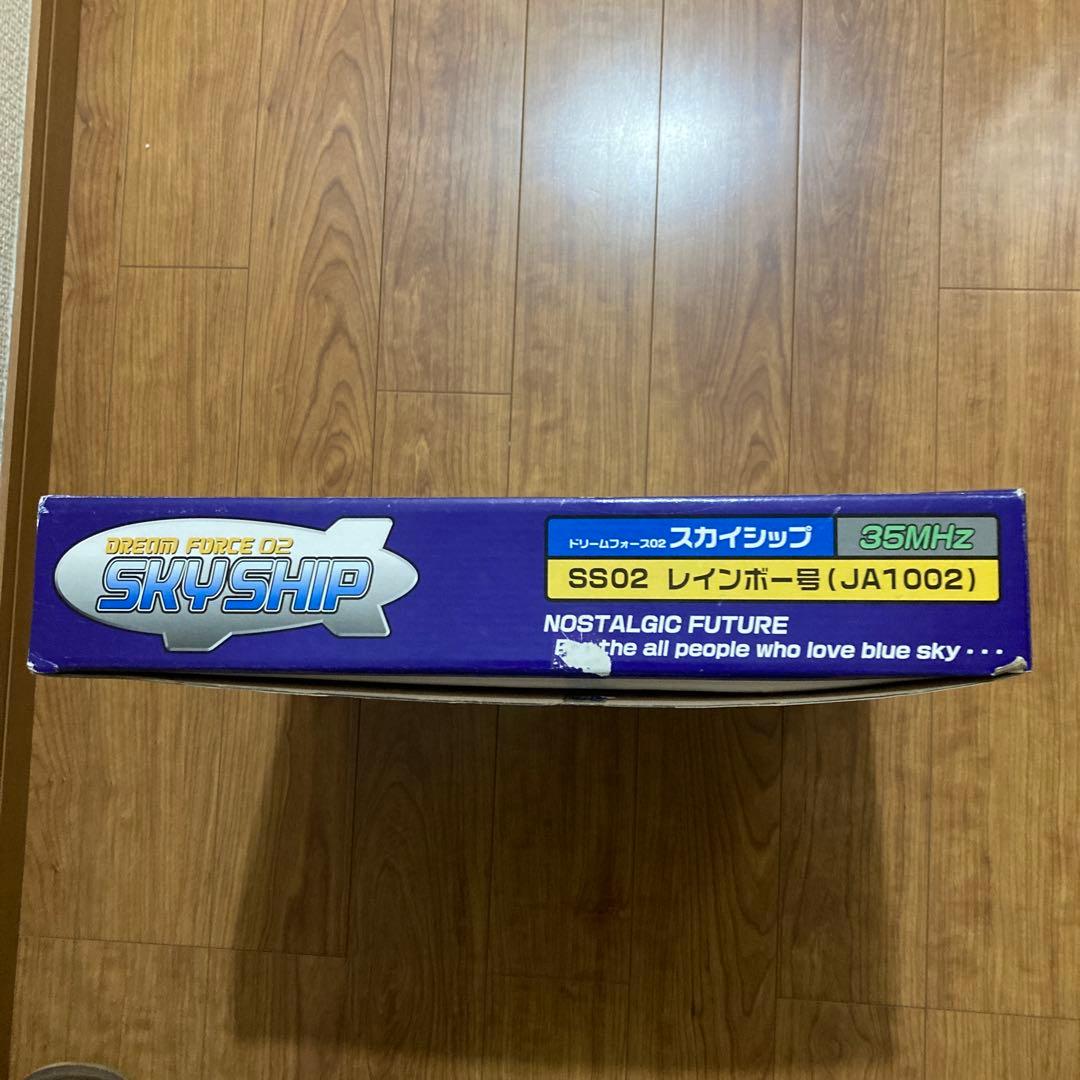 DREAM FORCE 02
SKYSHIP
ドリームフォース02 スカイシップ
35MHz
SS02 レインボー号(JA1002)
NOSTALGIC FUTURE
the all people who love blue sky・・・